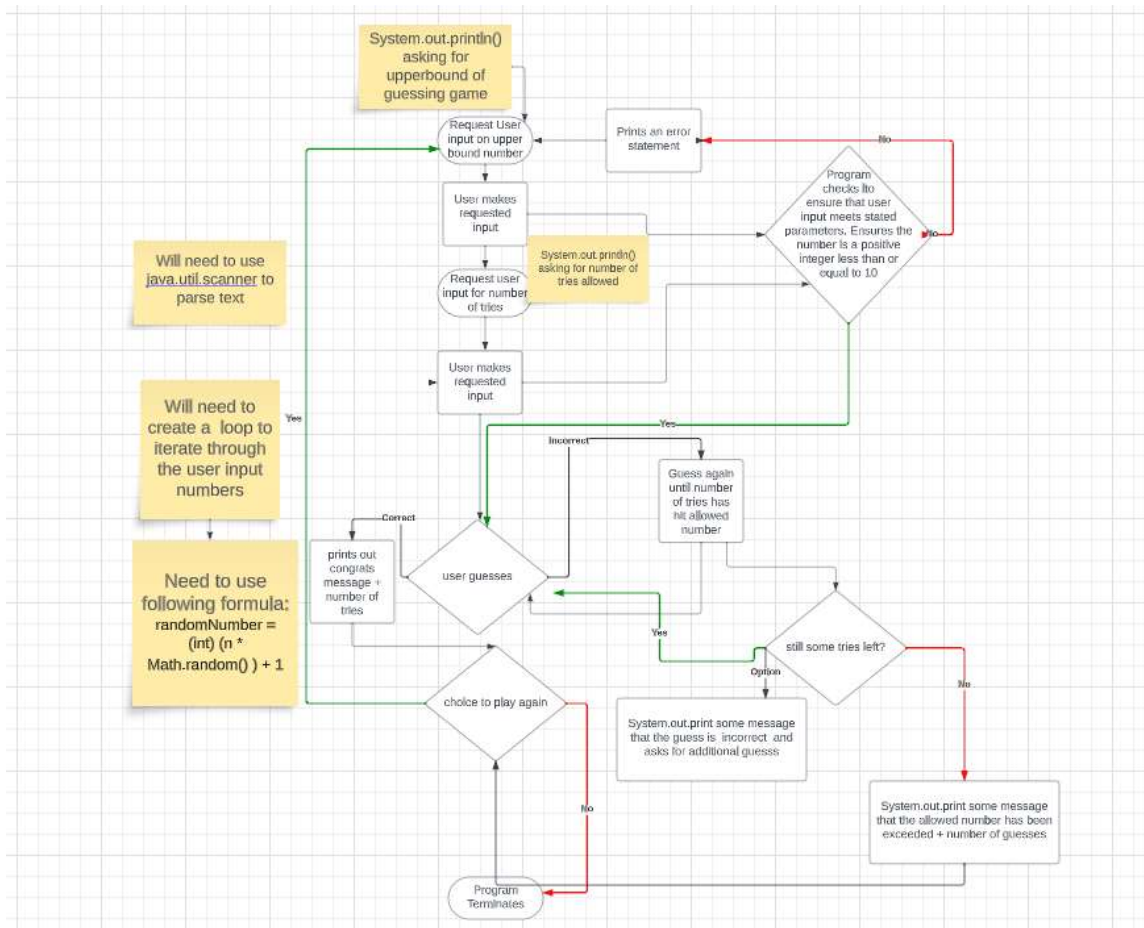 System.out.println()
asking for
upperbound of
guessing game
Request User
input on upper
bound number
Prints an error
statement
No
Program
checks lto
ensure that user
input meets stated
parameters. Ensures the
number is a positive
integer less than or
equal to 10
No
User makes
requested
input
System.out.println()
asking for number of
tries allowed
Will need to use
java.util.scanner to
parse text
Request user
input for number
of tries
User makes
requested
input
Will need to
create a loop to
iterate through
the user input
numbers
Yes
Yes
Incorrect
Guess again
until number
of tries has
hit allowed
number
Correct
prints out
congrats
message +
number of
tries
user guesses
Need to use
following formula:
randomNumber =
(int) (n *
Math.random() ) + 1
Yes
still some tries left?
Option
No
choice to play again
System.out.print some message
that the guess is incorrect and
asks for additional guesss
No
System.out.print some message
that the allowed number has been
exceeded + number of guesses
Program
Terminates